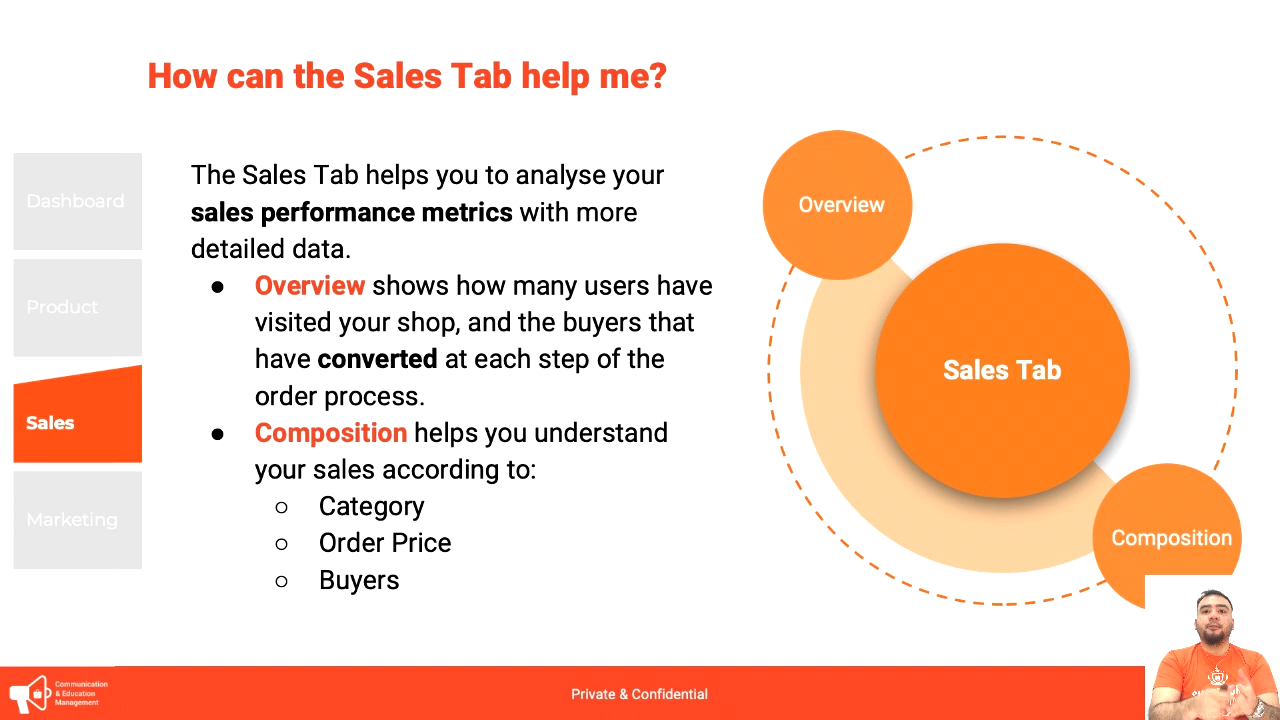 How can the Sales Tab help me?
Dashboard
Product
Sales
Marketing
The Sales Tab helps you to analyse your
sales performance metrics with more
detailed data.
● Overview shows how many users have
visited your shop, and the buyers that
have converted at each step of the
order process.
● Composition helps you understand
your sales according to:
○ Category
○ Order Price
○ Buyers
Overview
Sales Tab
Composition
Communication
& Education
Management
Private & Confidential